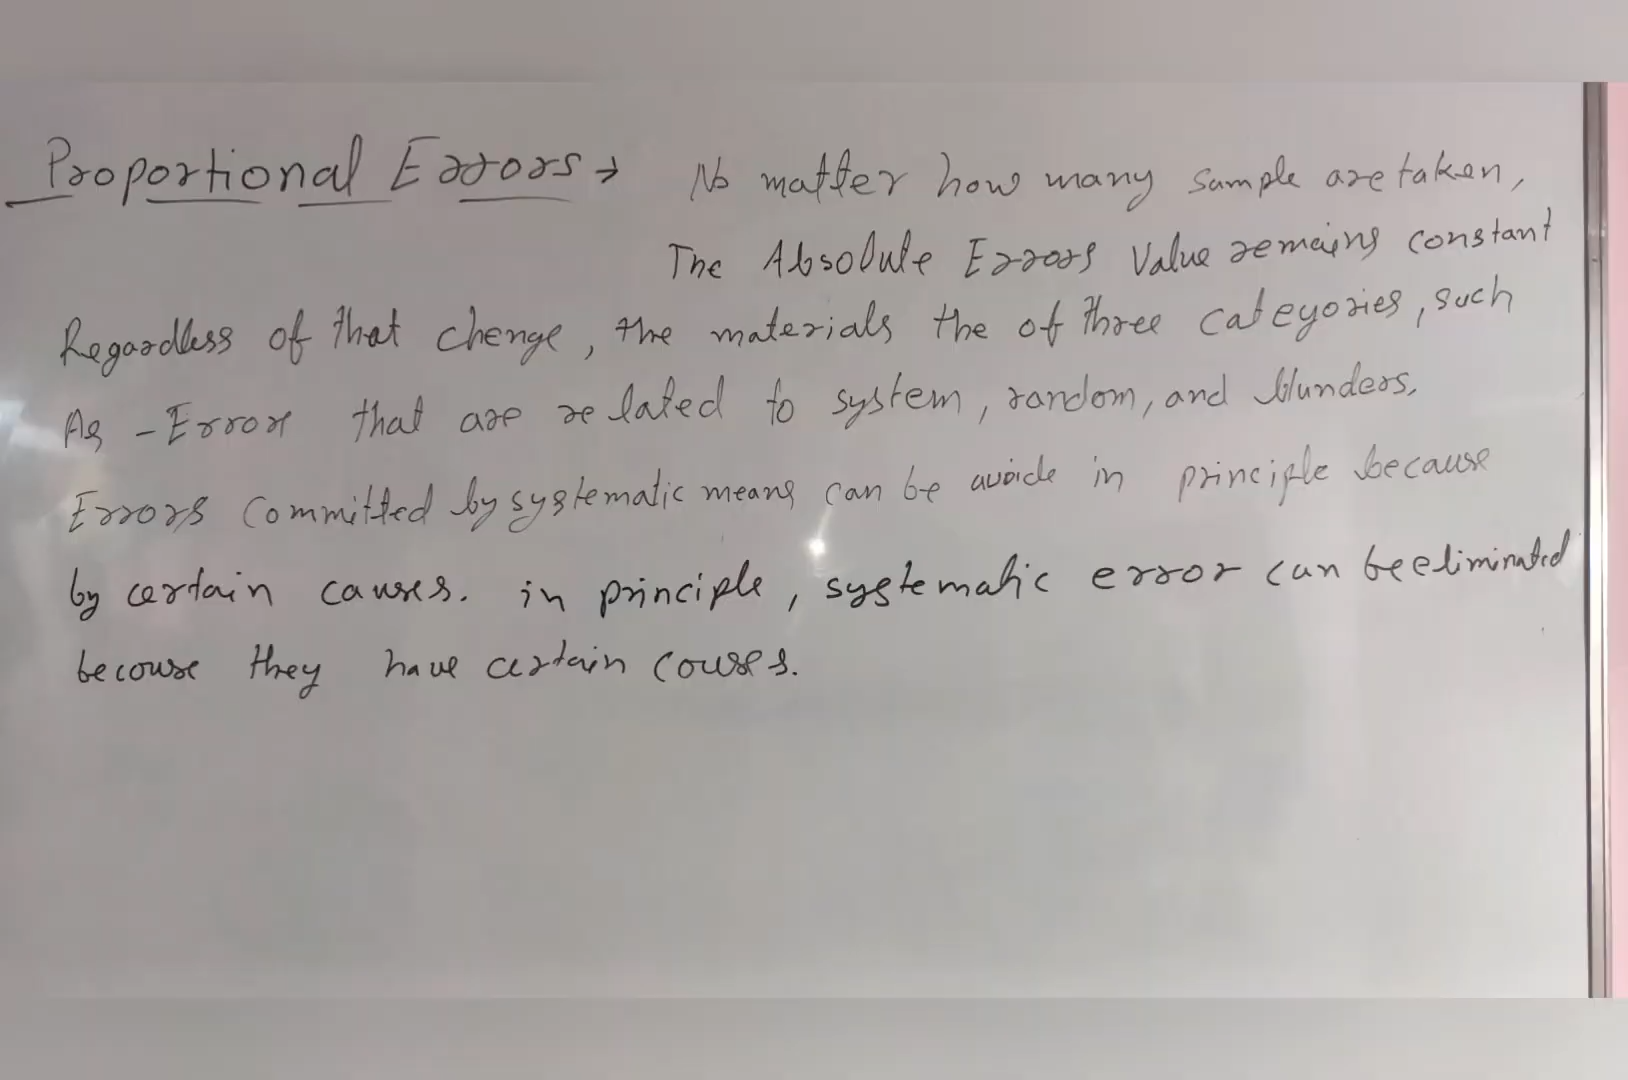 Proportional Errors → No matter how many sample are taken,
The Absolute Errors Value remains constant
Regardless of that chenge, the materials the of three categories, such
As - Error that are related to system, random, and blunders.
Errors committed by systematic means can be avoide in principle because
by certain causes. in principle, systematic error can be eliminated
becouse they have certain couses.